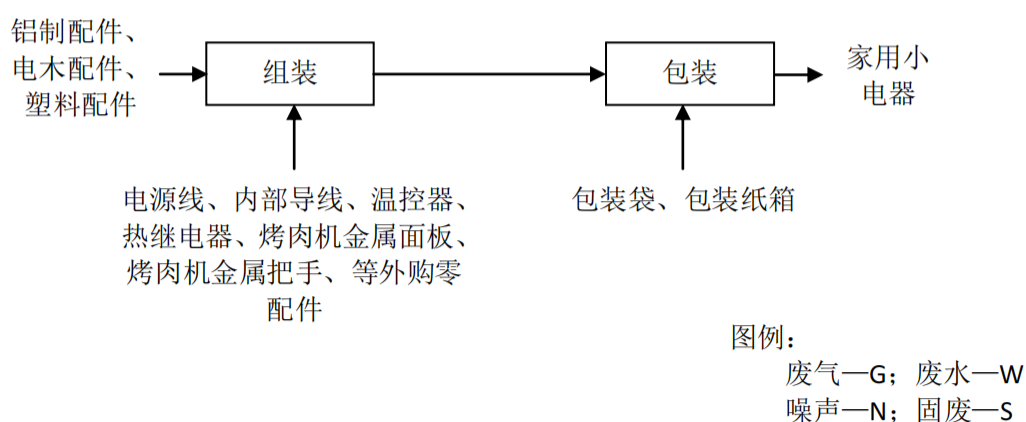 铝制配件、
电木配件、
塑料配件
组装
包装
家用小
电器
电源线、内部导线、温控器、
热继电器、烤肉机金属面板、
烤肉机金属把手、等外购零
配件
包装袋、包装纸箱
图例：
废气—G；废水—W
噪声—N；固废—S